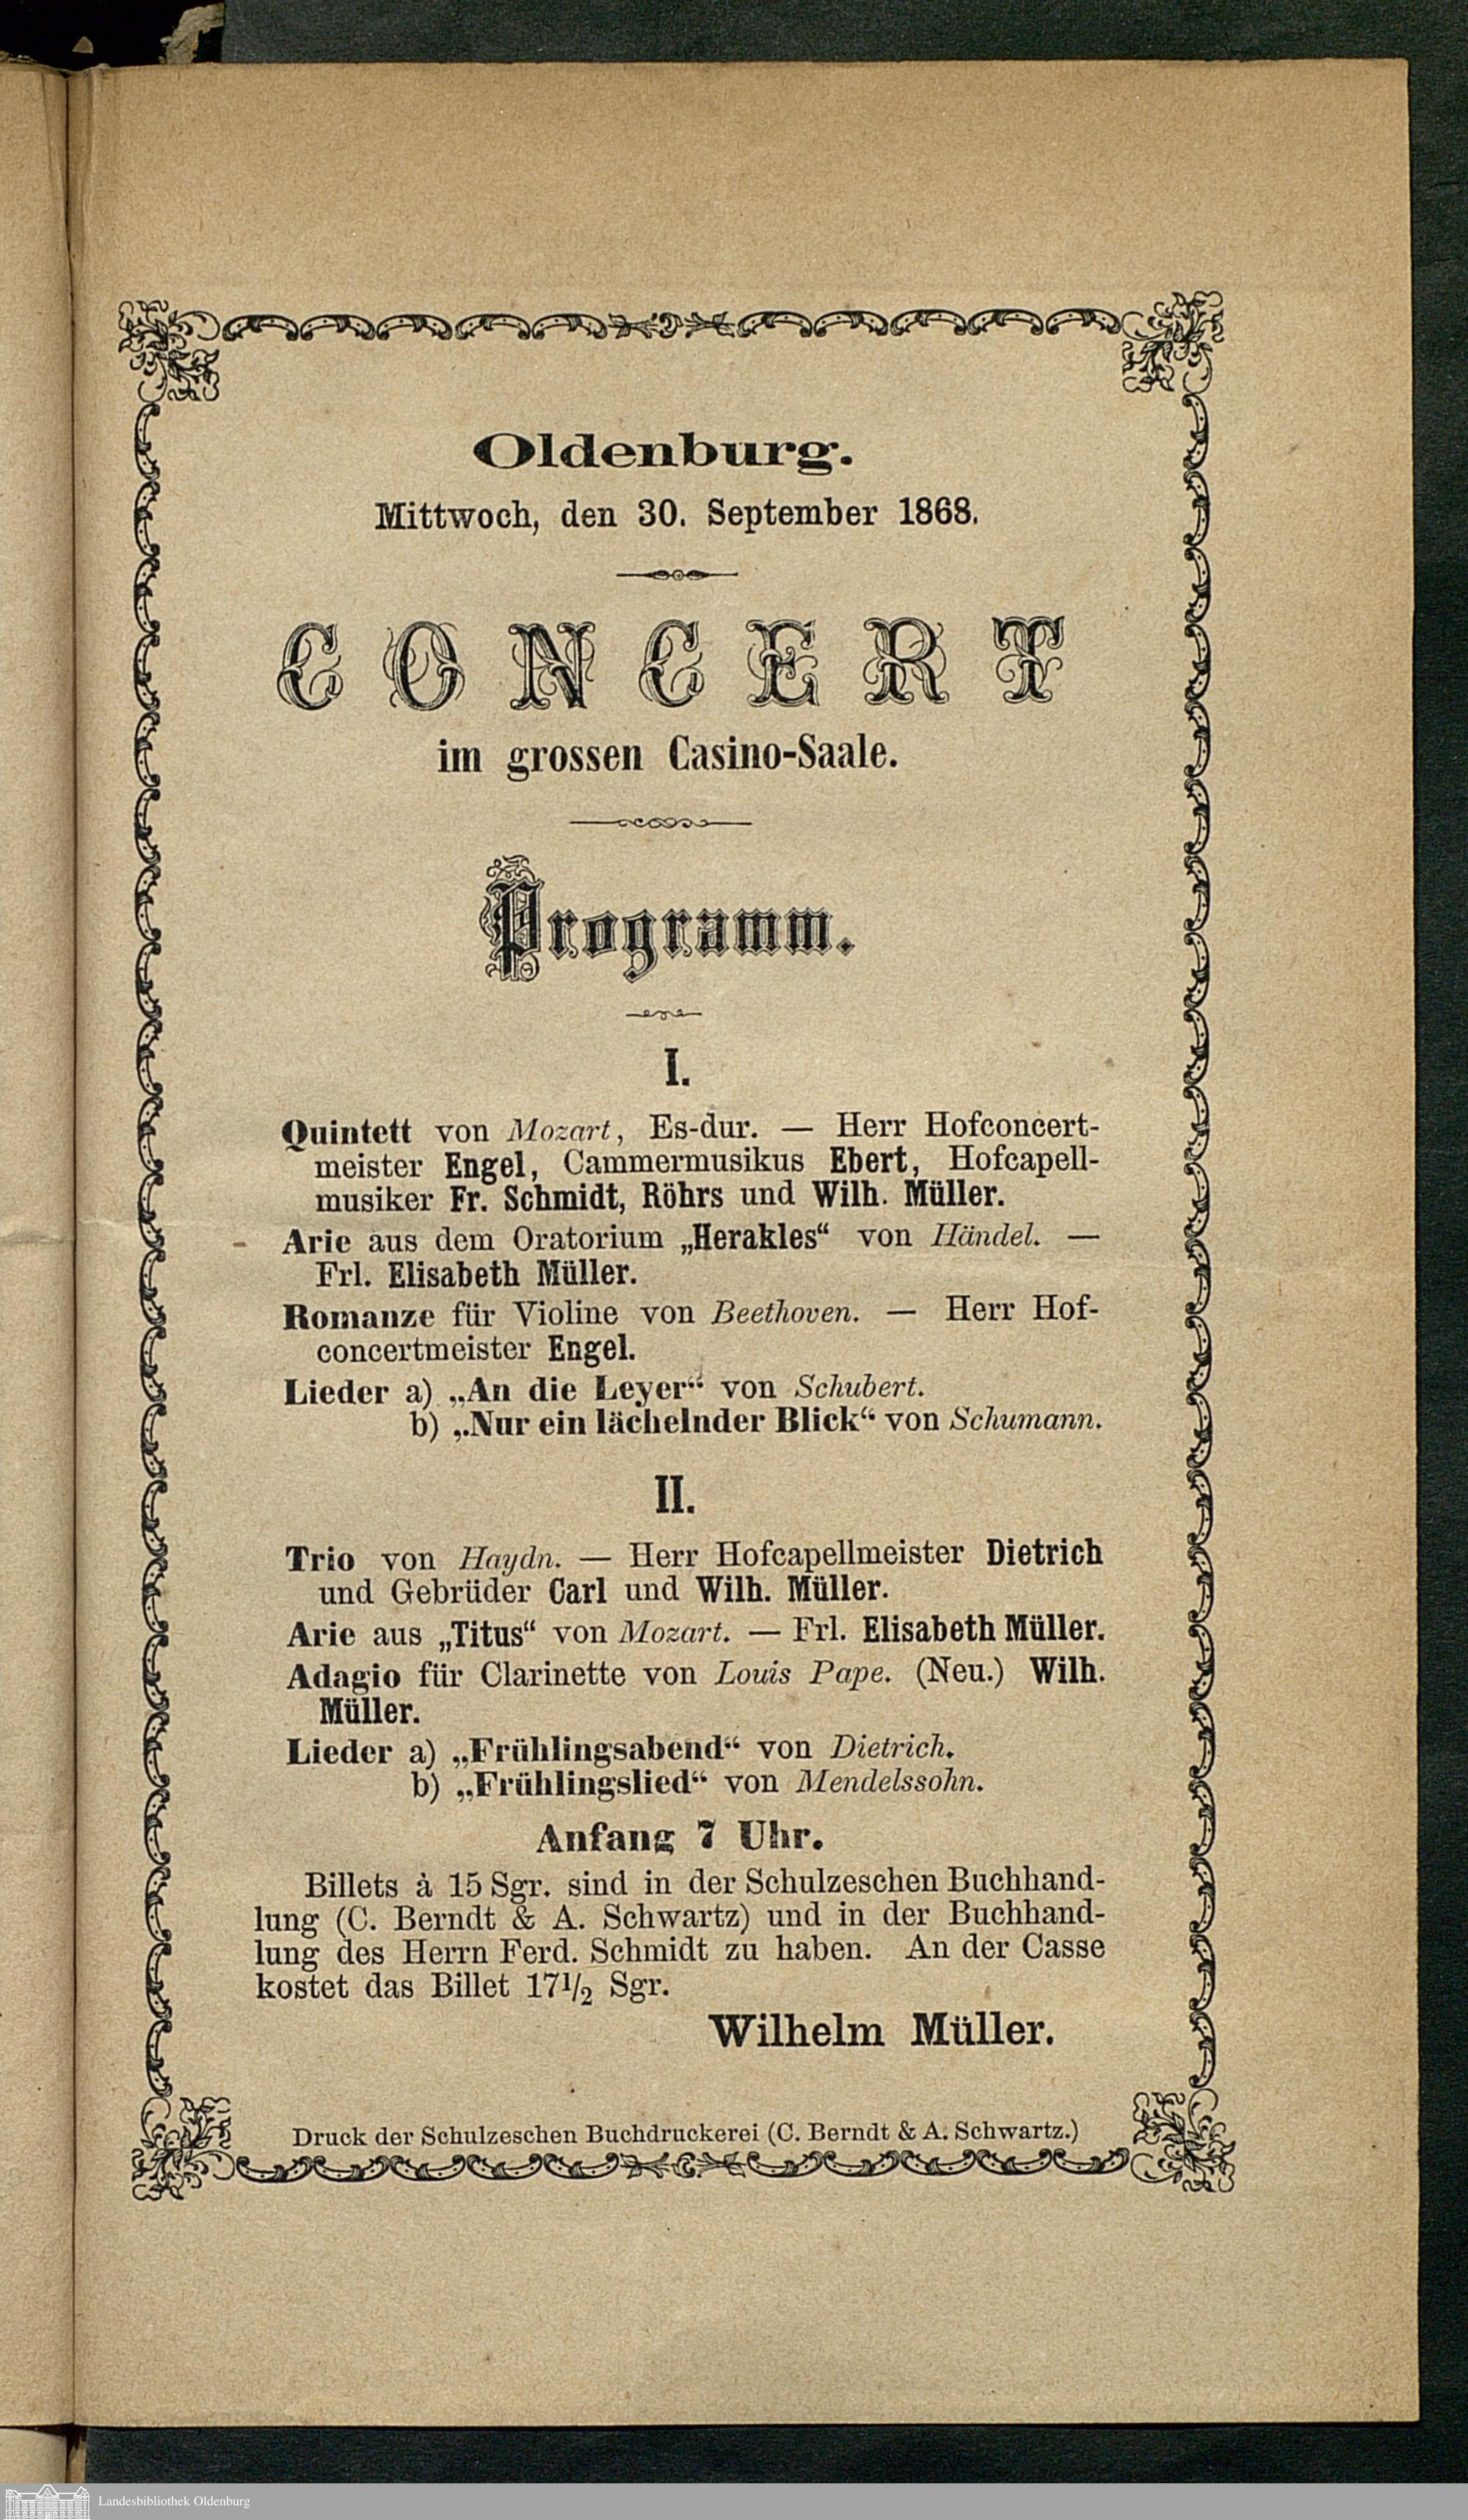 Oldenburg.
Mittwoch, den 30. September 1868.
CONCERT
im grossen Casino-Saale.
Programm.
I.
Quintett von Mozart, Es-dur. — Herr Hofconcert-
meister Engel, Cammermusikus Ebert, Hofcapell-
musiker Fr. Schmidt, Röhrs und Wilh. Müller.
Arie aus dem Oratorium „Herakles“ von Händel. —
Frl. Elisabeth Müller.
Romanze für Violine von Beethoven. — Herr Hof-
concertmeister Engel.
Lieder a) „An die Leyer“ von Schubert.
b) „Nur ein lächelnder Blick“ von Schumann.
II.
Trio von Haydn. — Herr Hofcapellmeister Dietrich
und Gebrüder Carl und Wilh. Müller.
Arie aus „Titus“ von Mozart. — Frl. Elisabeth Müller.
Adagio für Clarinette von Louis Pape. (Neu.) Wilh.
Müller.
Lieder a) „Frühlingsabend“ von Dietrich.
b) „Frühlingslied“ von Mendelssohn.
Anfang 7 Uhr.
Billets à 15 Sgr. sind in der Schulzeschen Buchhand-
lung (C. Berndt & A. Schwartz) und in der Buchhand-
lung des Herrn Ferd. Schmidt zu haben. An der Casse
kostet das Billet 17½ Sgr.
Wilhelm Müller.
Druck der Schulzeschen Buchdruckerei (C. Berndt & A. Schwartz.)
Landesbibliothek Oldenburg